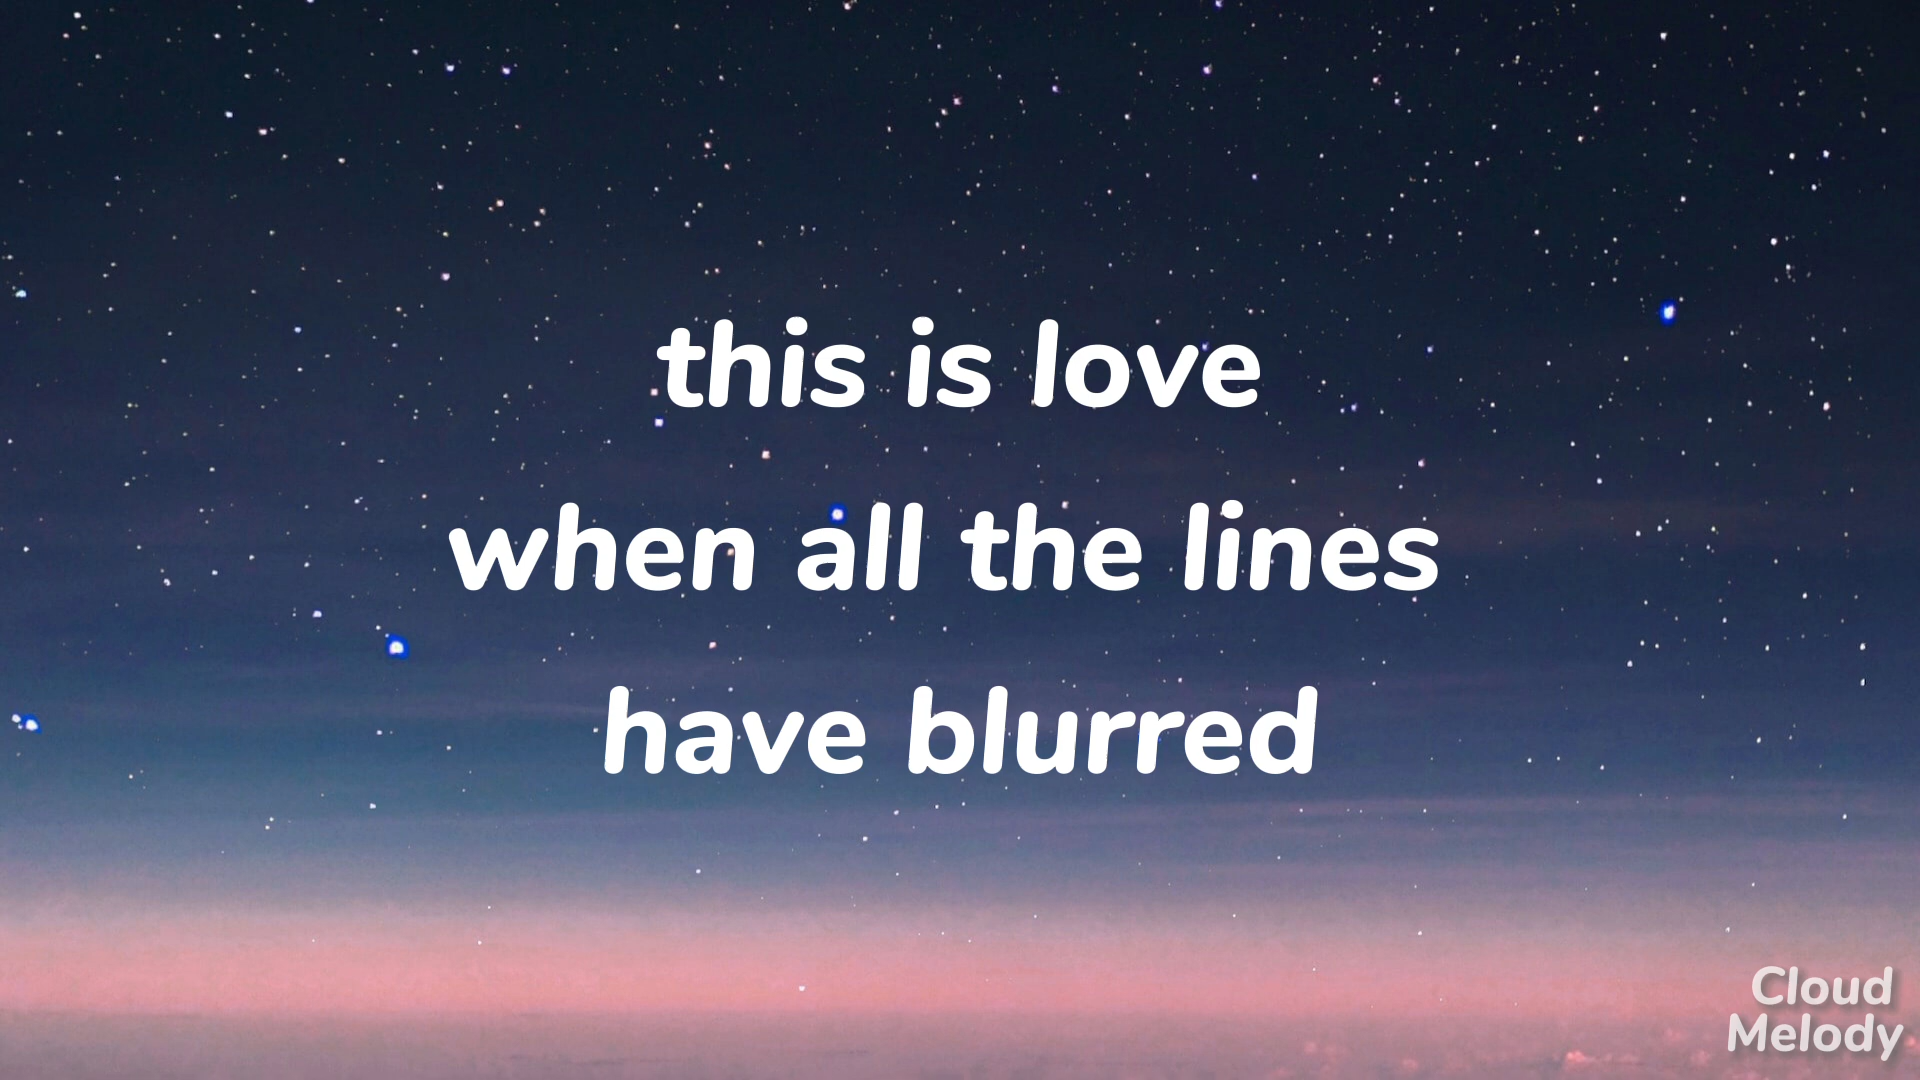 this is love
when all the lines
have blurred
Cloud
Melody